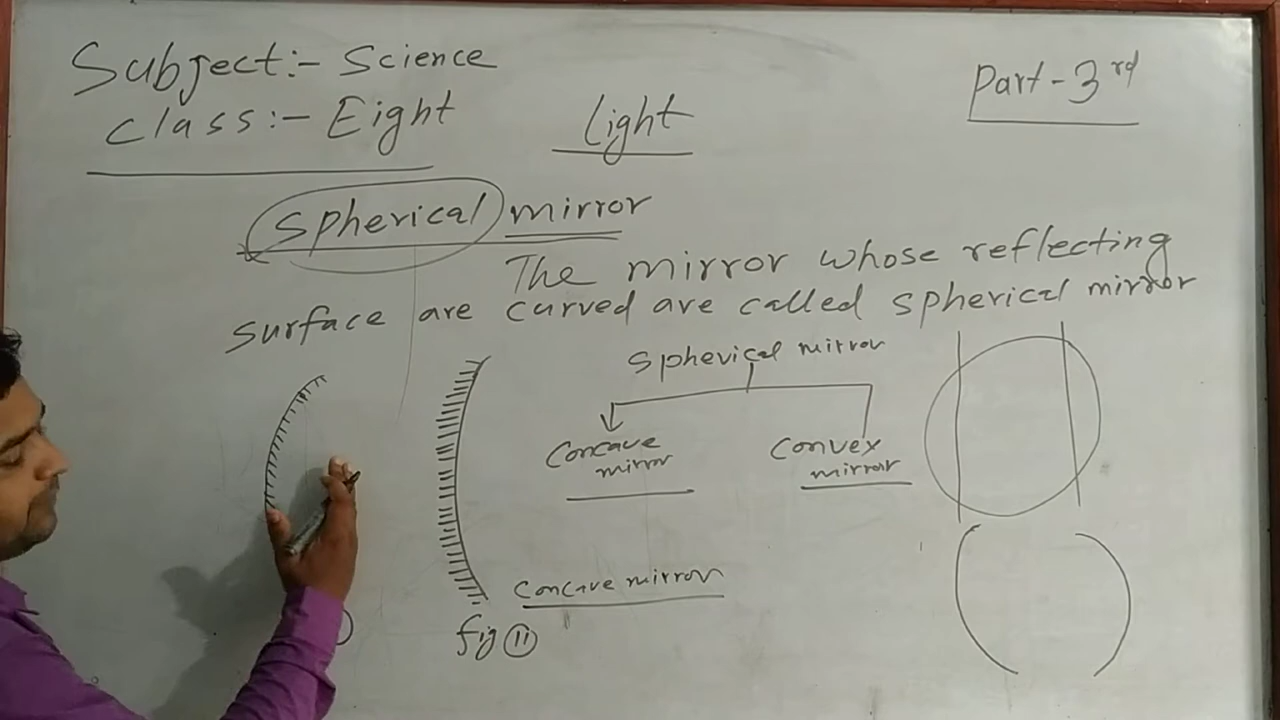 Subject:- Science
Part-3rd
Class:- Eight
Light
Spherical mirror
The mirror whose reflecting
surface are curved are called spherical mirror
Spherical mirror
Concave mirror
Convex mirror
Concave mirror
fig 11